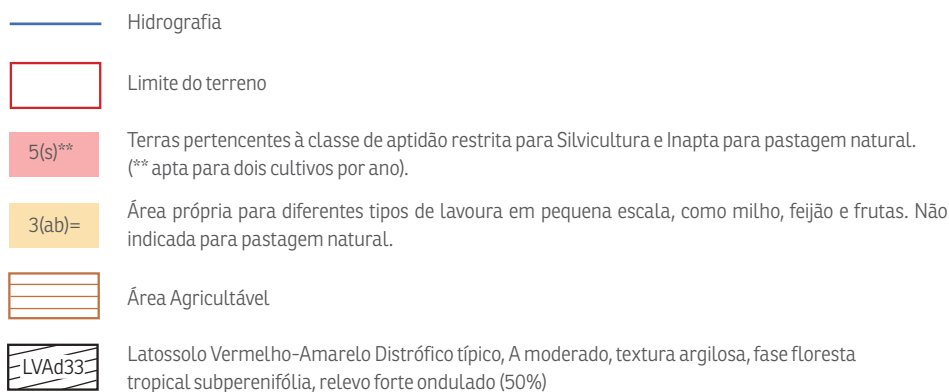 Hidrografia
Limite do terreno
5(s)**
Terras pertencentes à classe de aptidão restrita para Silvicultura e Inapta para pastagem natural.
(** apta para dois cultivos por ano).
3(ab)=
Área própria para diferentes tipos de lavoura em pequena escala, como milho, feijão e frutas. Não
indicada para pastagem natural.
Área Agricultável
LVAd33
Latossolo Vermelho-Amarelo Distrófico típico, A moderado, textura argilosa, fase floresta
tropical subperenifólia, relevo forte ondulado (50%)